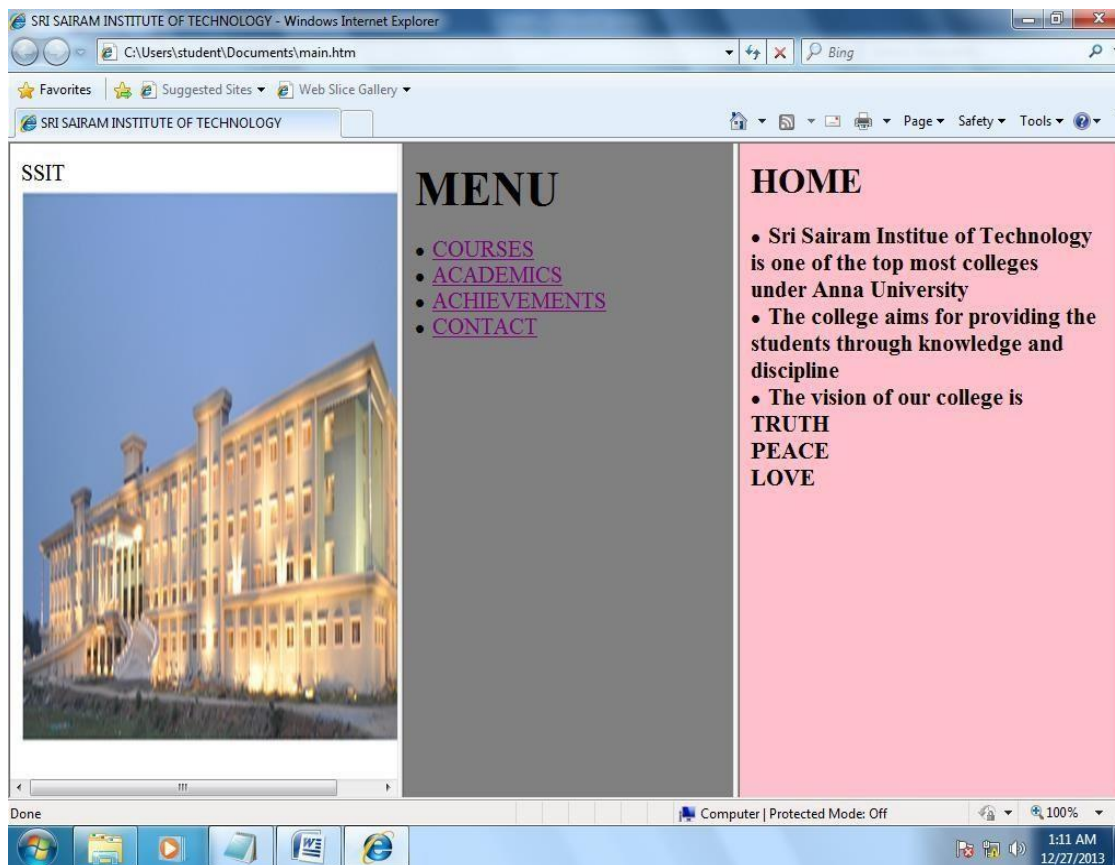 SRI SAIRAM INSTITUTE OF TECHNOLOGY - Windows Internet Explorer
C:\Users\student\Documents\main.htm
Bing
Favorites
Suggested Sites
Web Slice Gallery
SRI SAIRAM INSTITUTE OF TECHNOLOGY
Page
Safety
Tools
SSIT
MENU
• COURSES
• ACADEMICS
• ACHIEVEMENTS
• CONTACT
HOME
• Sri Sairam Institue of Technology
is one of the top most colleges
under Anna University
• The college aims for providing the
students through knowledge and
discipline
• The vision of our college is
TRUTH
PEACE
LOVE
Done
Computer | Protected Mode: Off
100%
1:11 AM
12/27/2013